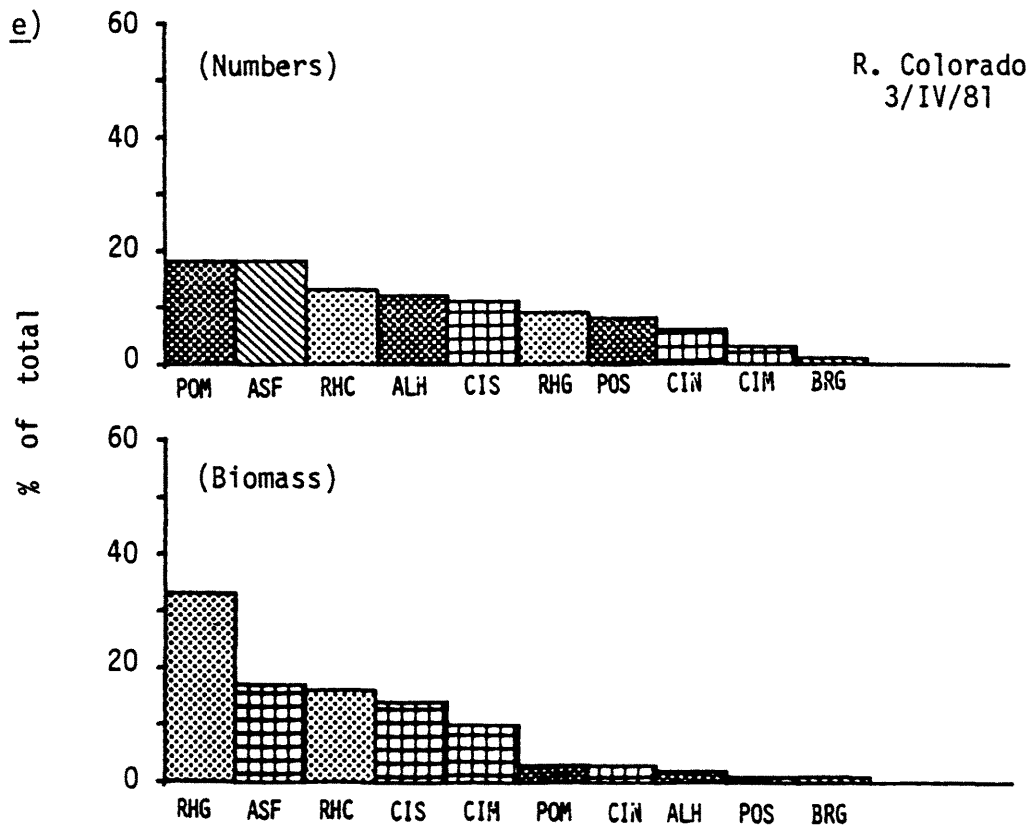 e)
60
(Numbers)
R. Colorado
3/IV/81
40
20
0
POM ASF RHC ALH CIS RHG POS CIN CIM BRG
% of total
60
(Biomass)
40
20
0
RHG ASF RHC CIS CIM POM CIN ALH POS BRG